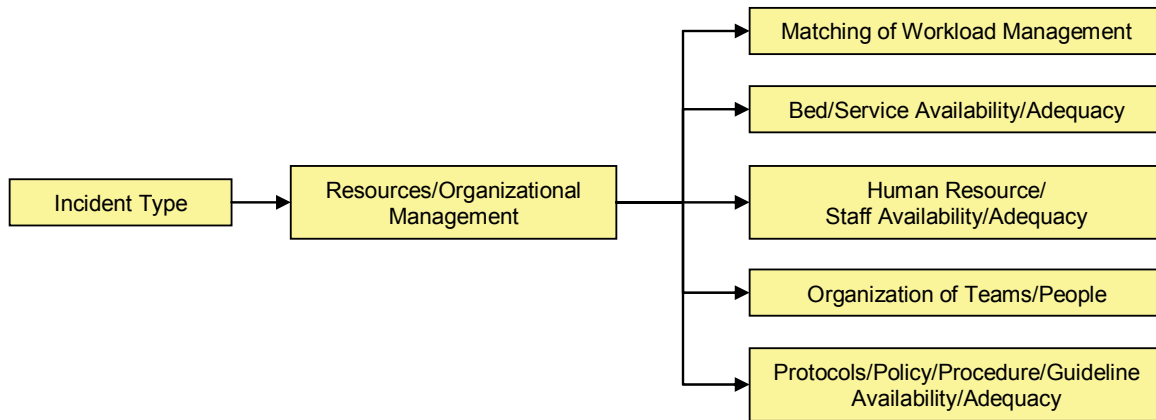 Matching of Workload Management
Bed/Service Availability/Adequacy
Incident Type
Resources/Organizational
Management
Human Resource/
Staff Availability/Adequacy
Organization of Teams/People
Protocols/Policy/Procedure/Guideline
Availability/Adequacy